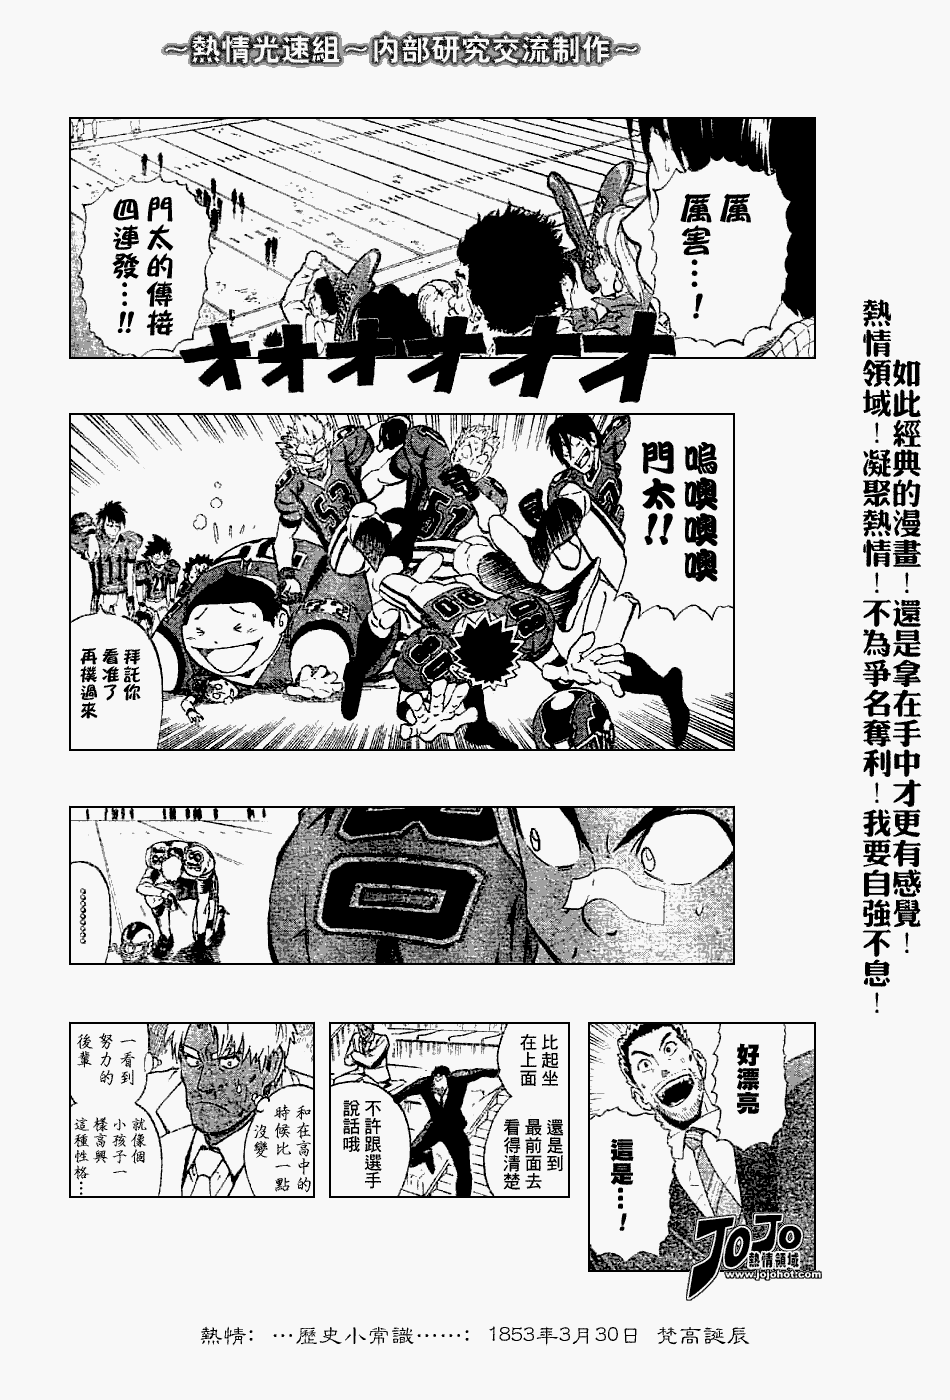 ～熱情光速組～内部研究交流制作～
厲
厲害…！
門太的傳接
四連發…!!
オオオオオオ
嗚噢噢噢
門太!!
拜託你
看准了
再樸過來
………
好漂亮
這是…！
比起坐
在上面
還是到
最前面去
看得清楚
不許跟選手
說話哦
和在高中的
時候比一點
沒變
一看到
努力的
後輩
就像個
小孩子一
樣高興
這種性格…
如此經典的漫畫！還是拿在手中才更有感覺！
熱情領域！凝聚熱情！不為爭名奪利！我要自強不息！
JOJO
熱情領域
www.jojohot.com
熱情：…歷史小常識……：1853年3月30日 梵高誕辰